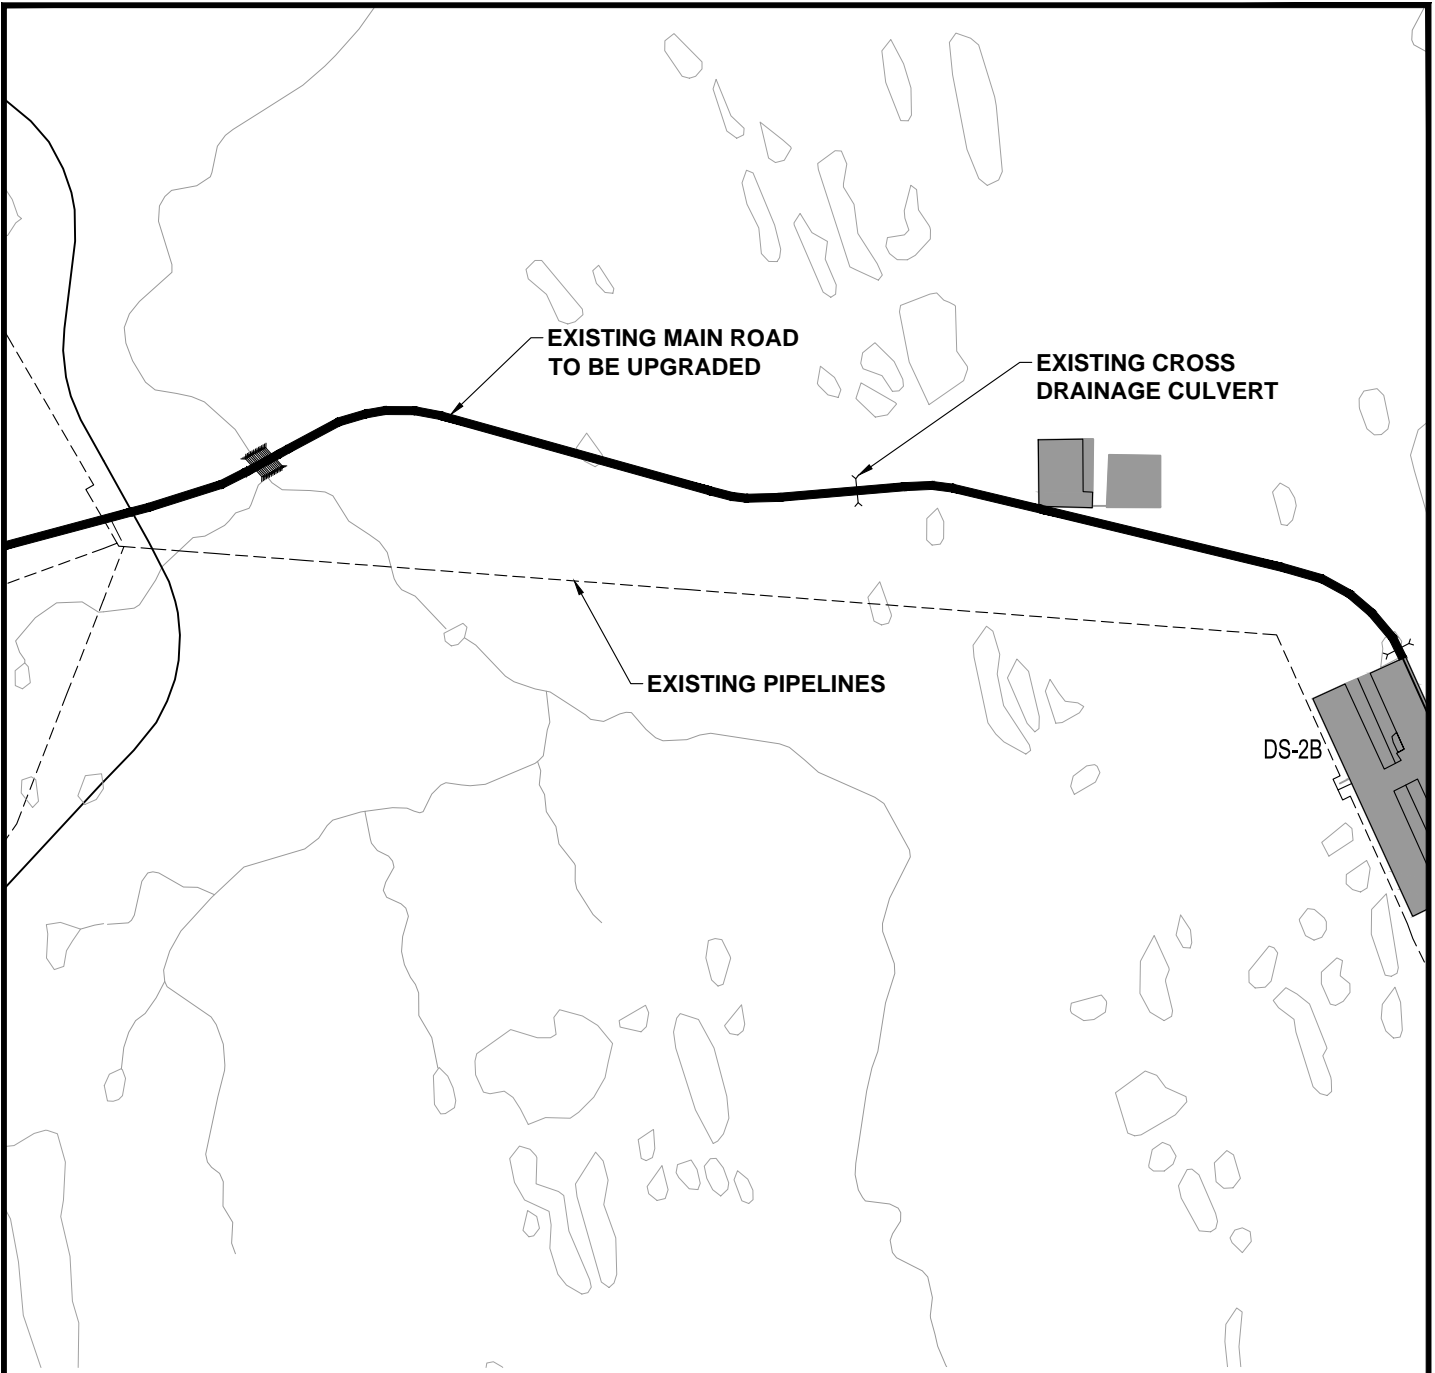 EXISTING MAIN ROAD
TO BE UPGRADED
EXISTING CROSS
DRAINAGE CULVERT
EXISTING PIPELINES
DS-2B